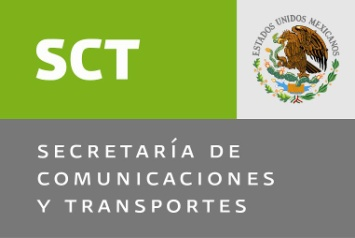 SCT
ESTADOS UNIDOS MEXICANOS
SECRETARÍA DE
COMUNICACIONES
Y TRANSPORTES